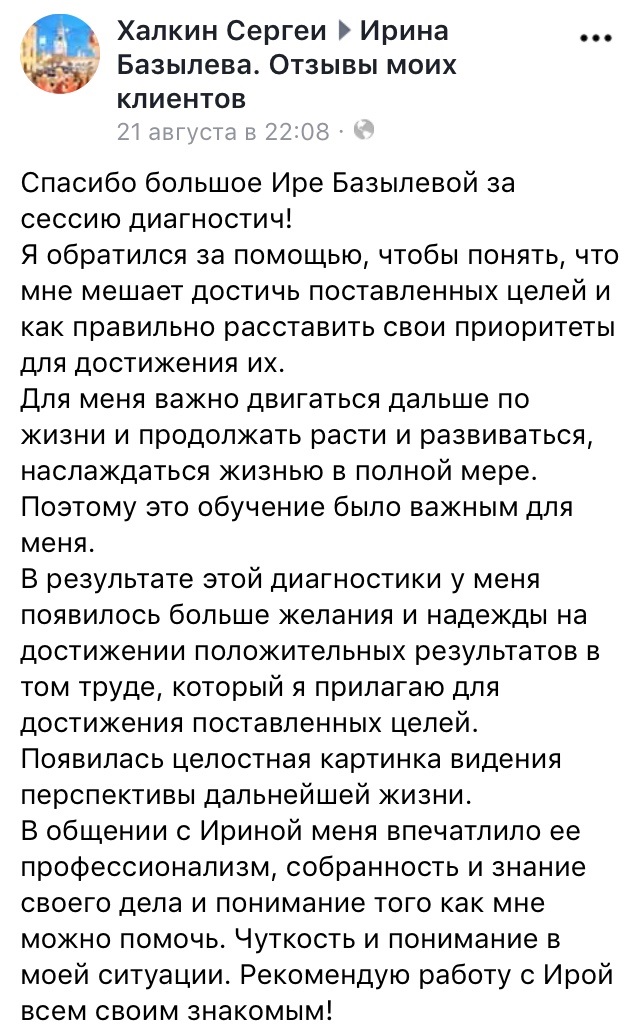 Халкин Сергеи ▶ Ирина
Базылева. Отзывы моих
клиентов
21 августа в 22:08 ·
Спасибо большое Ире Базылевой за
сессию диагностич!
Я обратился за помощью, чтобы понять, что
мне мешает достичь поставленных целей и
как правильно расставить свои приоритеты
для достижения их.
Для меня важно двигаться дальше по
жизни и продолжать расти и развиваться,
наслаждаться жизнью в полной мере.
Поэтому это обучение было важным для
меня.
В результате этой диагностики у меня
появилось больше желания и надежды на
достижении положительных результатов в
том труде, который я прилагаю для
достижения поставленных целей.
Появилась целостная картинка видения
перспективы дальнейшей жизни.
В общении с Ириной меня впечатлило ее
профессионализм, собранность и знание
своего дела и понимание того как мне
можно помочь. Чуткость и понимание в
моей ситуации. Рекомендую работу с Ирой
всем своим знакомым!